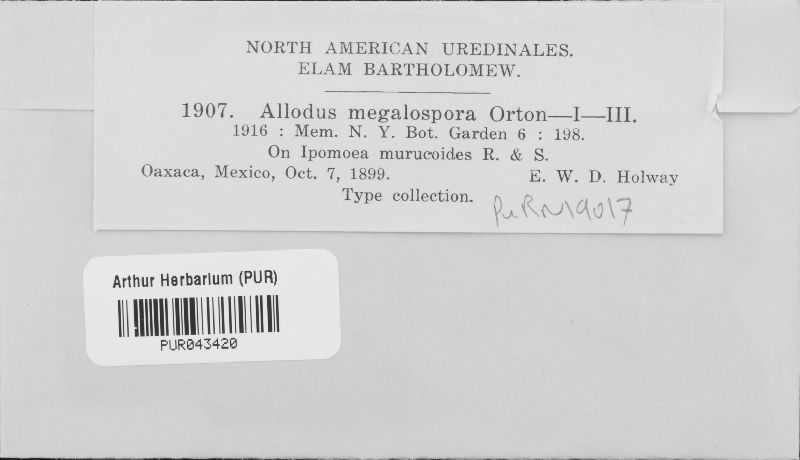 NORTH AMERICAN UREDINALES.
ELAM BARTHOLOMEW.
1907. Allodus megalospora Orton—I—III.
1916 : Mem. N. Y. Bot. Garden 6 : 198.
On Ipomoea murucoides R. & S.
Oaxaca, Mexico, Oct. 7, 1899. E. W. D. Holway
Type collection.
PURN19017
Arthur Herbarium (PUR)
PUR043420